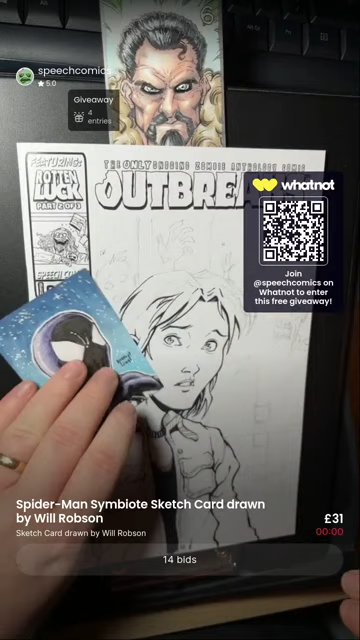 speechcomics
★ 5.0
Giveaway
4
entries
FEATURING:
ROTTEN
LUCK
PART 2 OF 3
THE ONLY ONGOING ZOMBIE ANTHOLOGY COMIC
OUTBREA
whatnot
Join
@speechcomics on
Whatnot to enter
this free giveaway!
Spider-Man Symbiote Sketch Card drawn
by Will Robson
£31
Sketch Card drawn by Will Robson
00:00
14 bids